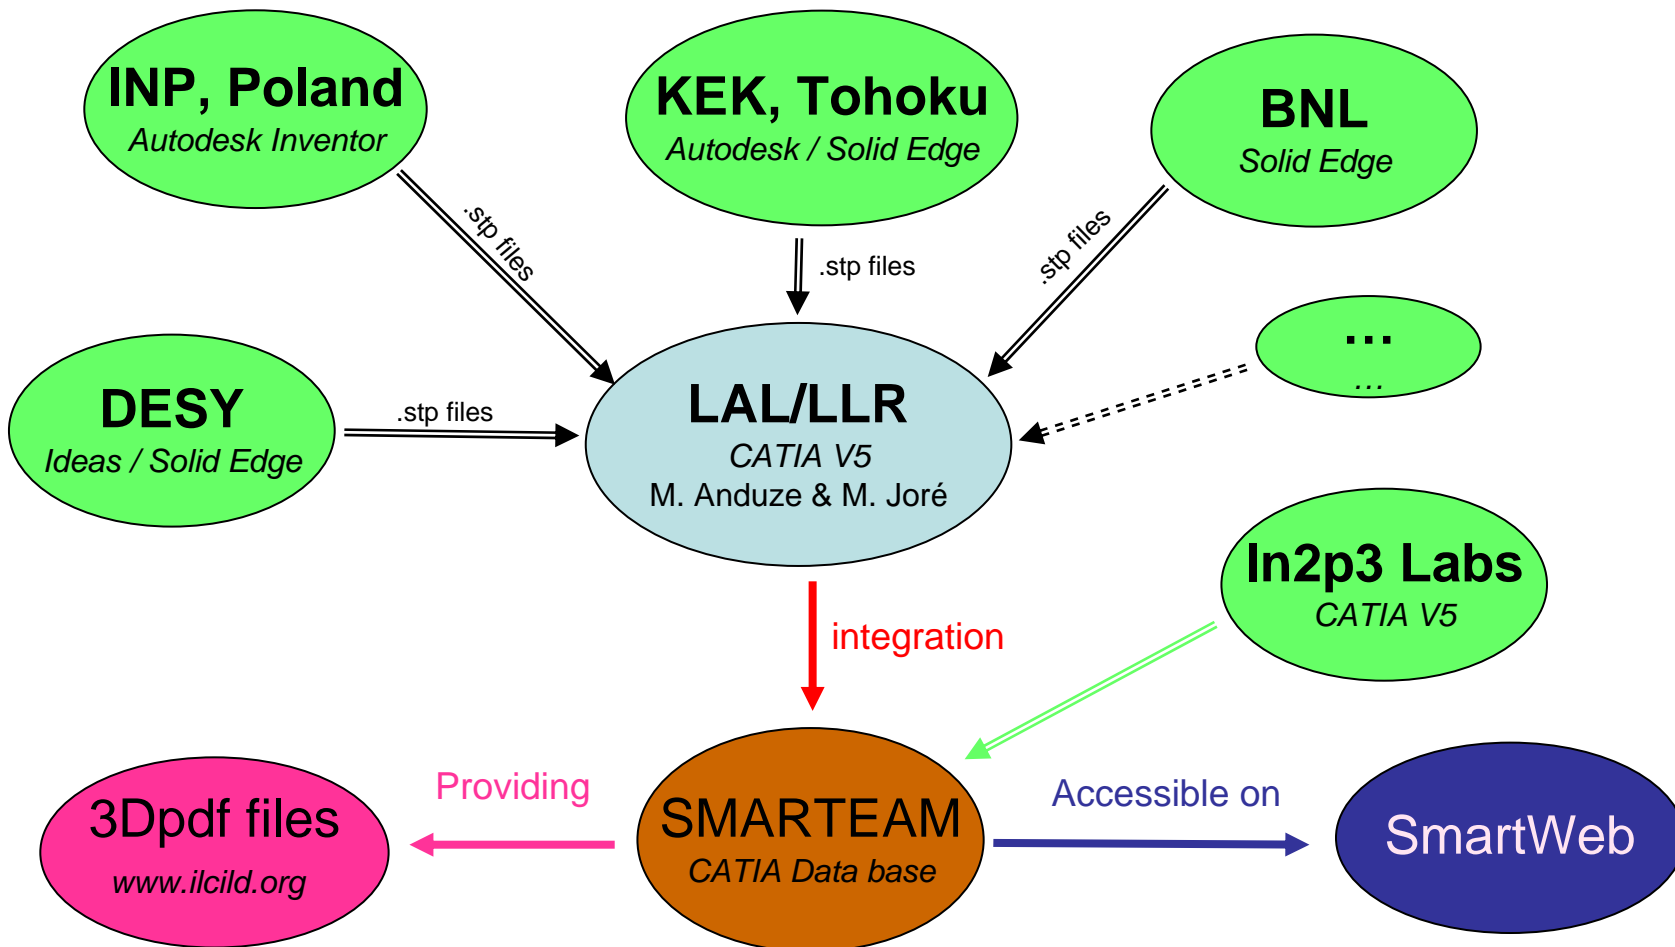 INP, Poland
Autodesk Inventor
KEK, Tohoku
Autodesk / Solid Edge
BNL
Solid Edge
.stp files
.stp files
.stp files
...
...
DESY
Ideas / Solid Edge
.stp files
LAL/LLR
CATIA V5
M. Anduze & M. Joré
In2p3 Labs
CATIA V5
integration
3Dpdf files
www.ilcild.org
Providing
SMARTEAM
CATIA Data base
Accessible on
SmartWeb